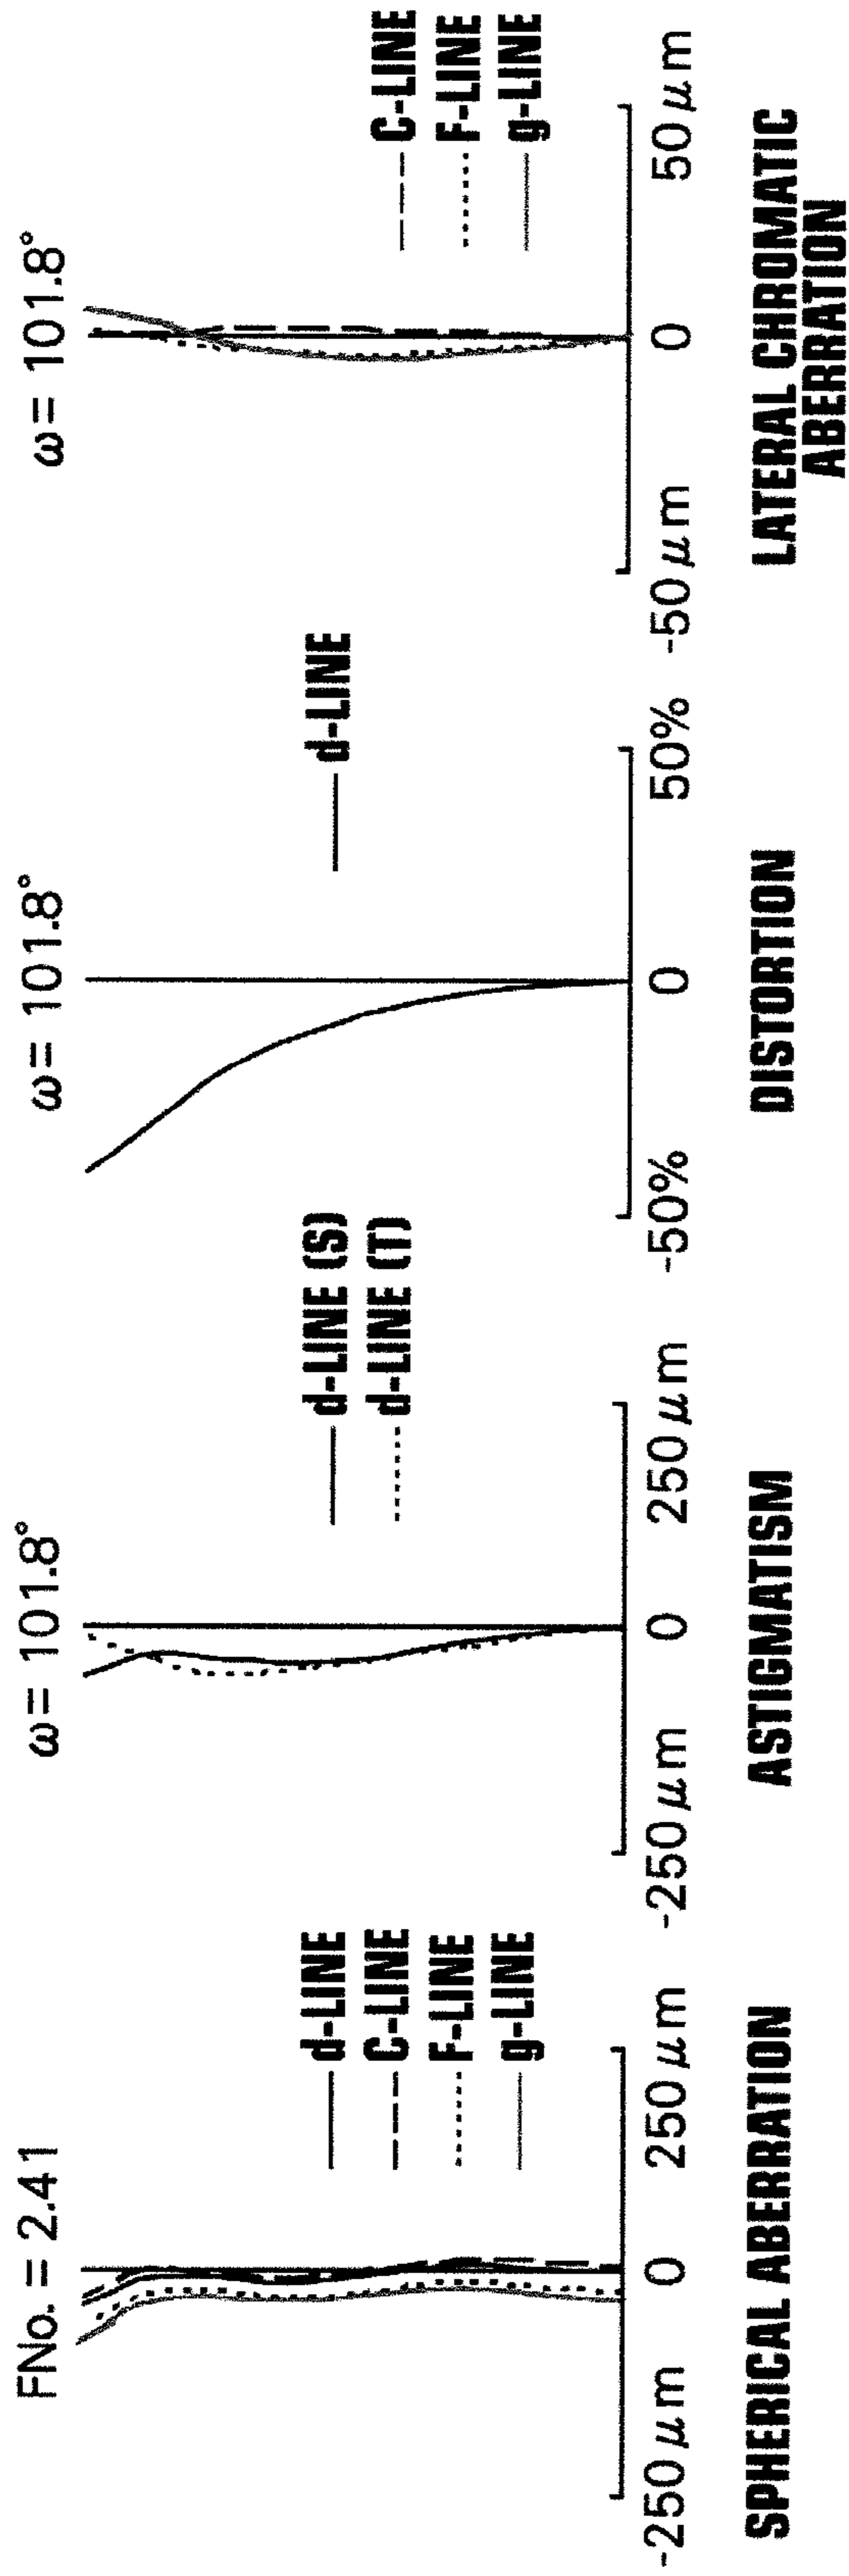 FNo. = 2.41
d-LINE
C-LINE
F-LINE
g-LINE
-250μm
0
250μm
SPHERICAL ABERRATION
ω= 101.8°
d-LINE (S)
d-LINE (T)
-250μm
0
250μm
ASTIGMATISM
ω= 101.8°
d-LINE
-50%
0
50%
DISTORTION
ω= 101.8°
C-LINE
F-LINE
g-LINE
-50μm
0
50μm
LATERAL CHROMATIC
ABERRATION